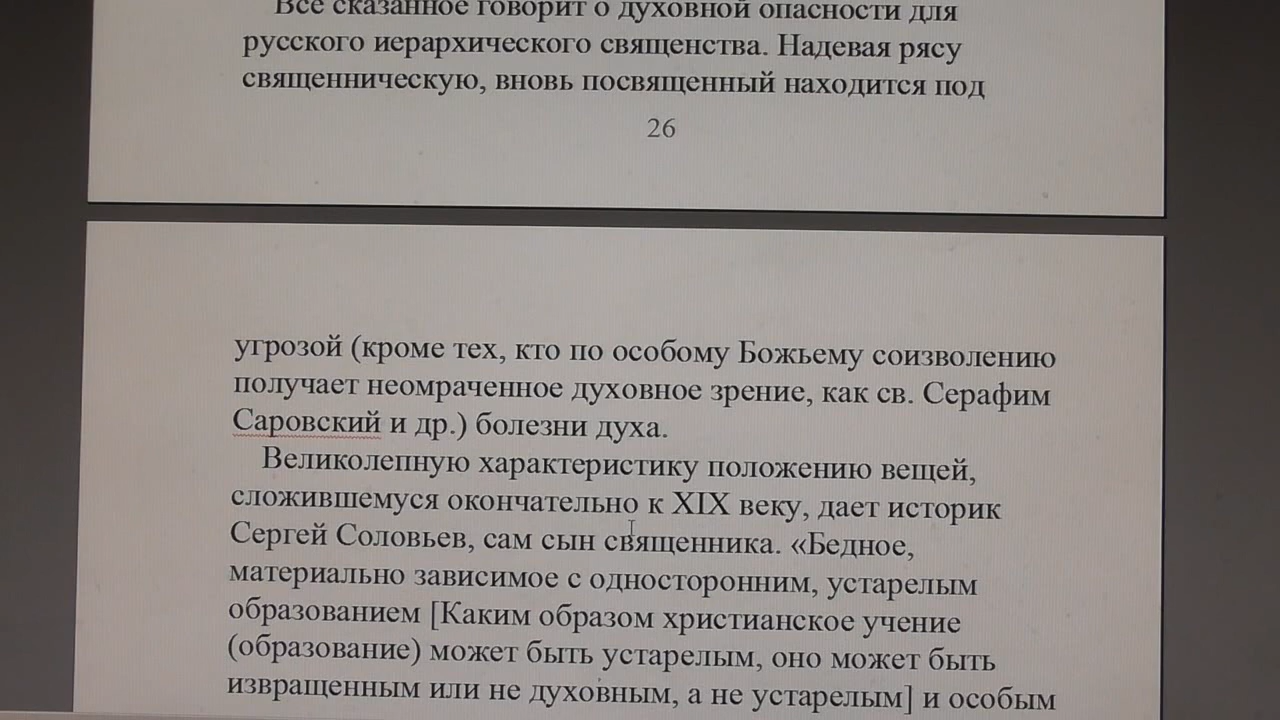 Все сказанное говорит о духовной опасности для
русского иерархического священства. Надевая рясу
священническую, вновь посвященный находится под
26
угрозой (кроме тех, кто по особому Божьему соизволению
получает неомраченное духовное зрение, как св. Серафим
Саровский и др.) болезни духа.
Великолепную характеристику положению вещей,
сложившемуся окончательно к XIX веку, дает историк
Сергей Соловьев, сам сын священника. «Бедное,
материально зависимое с односторонним, устарелым
образованием [Каким образом христианское учение
(образование) может быть устарелым, оно может быть
извращенным или не духовным, а не устарелым] и особым